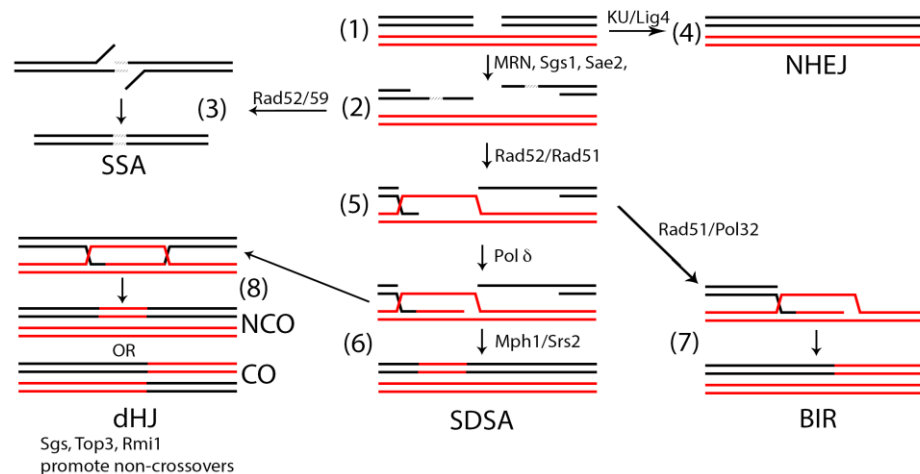 (1)
KU/Lig4
(4)
NHEJ
MRN, Sgs1, Sae2,
(2)
Rad52/59
(3)
SSA
Rad52/Rad51
(5)
Rad51/Pol32
Pol δ
(8)
NCO
OR
CO
dHJ
Sgs, Top3, Rmi1
promote non-crossovers
(6)
Mph1/Srs2
SDSA
(7)
BIR